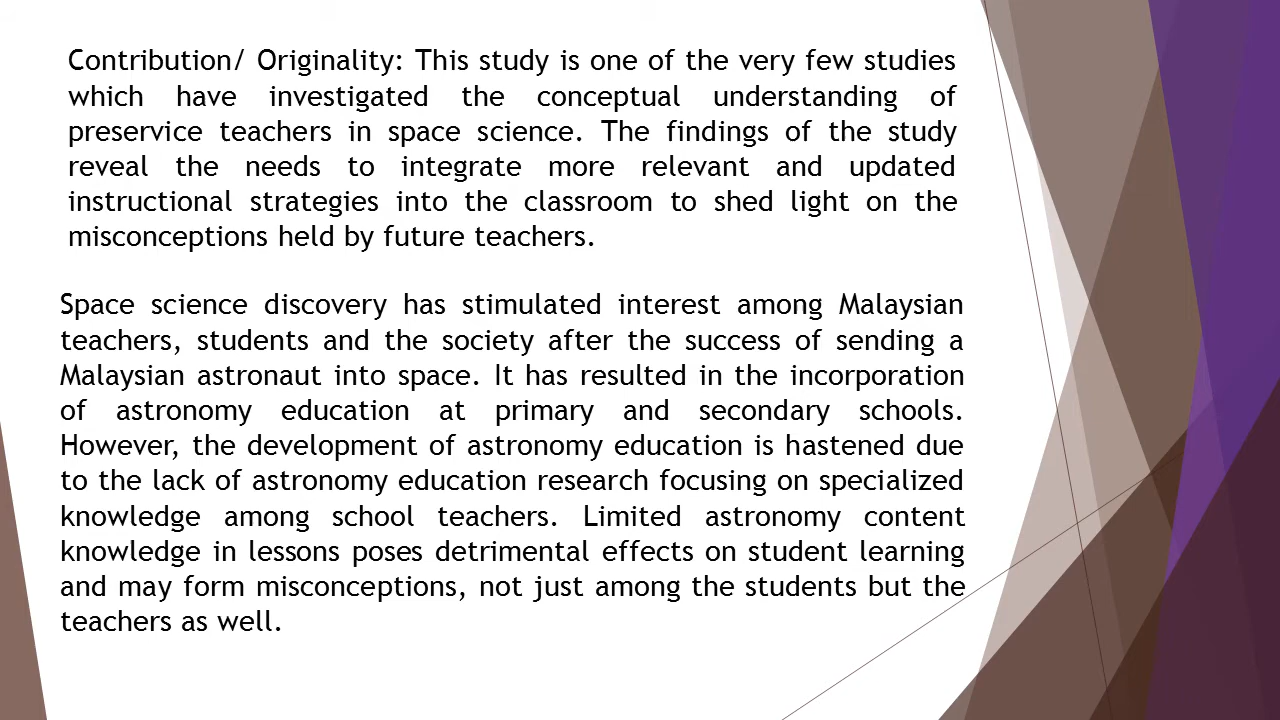 Contribution/ Originality: This study is one of the very few studies
which have investigated the conceptual understanding of
preservice teachers in space science. The findings of the study
reveal the needs to integrate more relevant and updated
instructional strategies into the classroom to shed light on the
misconceptions held by future teachers.
Space science discovery has stimulated interest among Malaysian
teachers, students and the society after the success of sending a
Malaysian astronaut into space. It has resulted in the incorporation
of astronomy education at primary and secondary schools.
However, the development of astronomy education is hastened due
to the lack of astronomy education research focusing on specialized
knowledge among school teachers. Limited astronomy content
knowledge in lessons poses detrimental effects on student learning
and may form misconceptions, not just among the students but the
teachers as well.